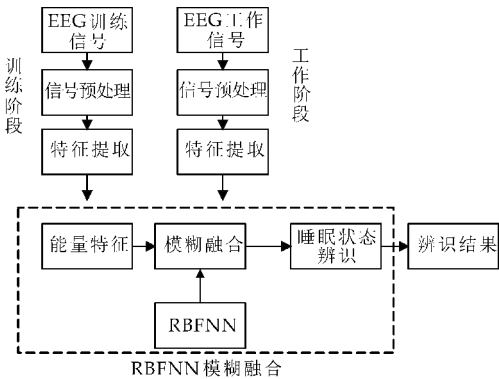 EEG训练
信号
EEG工作
信号
训练阶段
工作阶段
信号预处理
信号预处理
特征提取
特征提取
能量特征
模糊融合
睡眠状态
辨识
辨识结果
RBFNN
RBFNN模糊融合